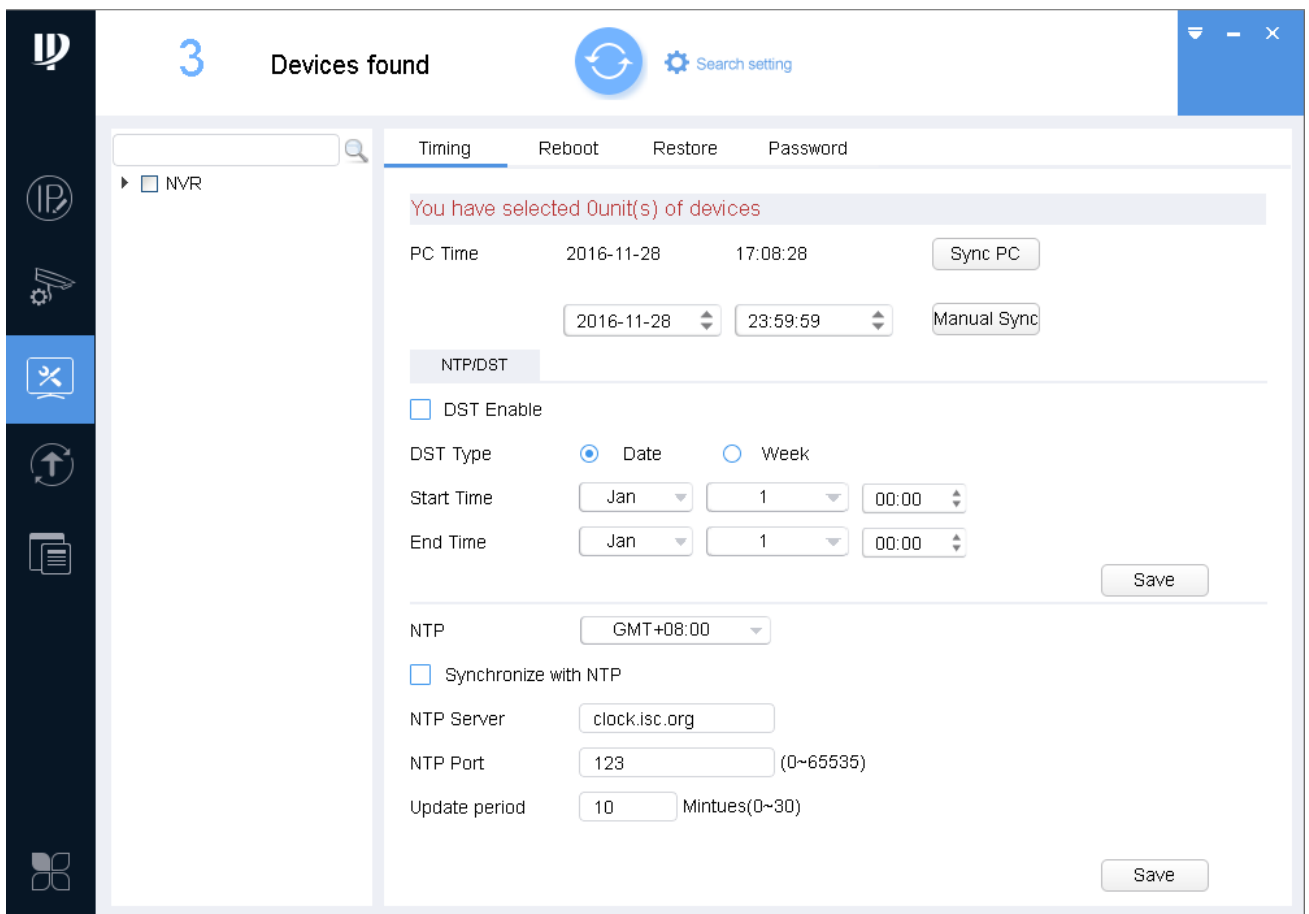 3 Devices found Search setting
Timing Reboot Restore Password
NVR
You have selected 0unit(s) of devices
PC Time 2016-11-28 17:08:28 Sync PC
2016-11-28 23:59:59 Manual Sync
NTP/DST
DST Enable
DST Type Date Week
Start Time Jan 1 00:00
End Time Jan 1 00:00
Save
NTP GMT+08:00
Synchronize with NTP
NTP Server clock.isc.org
NTP Port 123 (0~65535)
Update period 10 Mintues(0~30)
Save
IP
IP